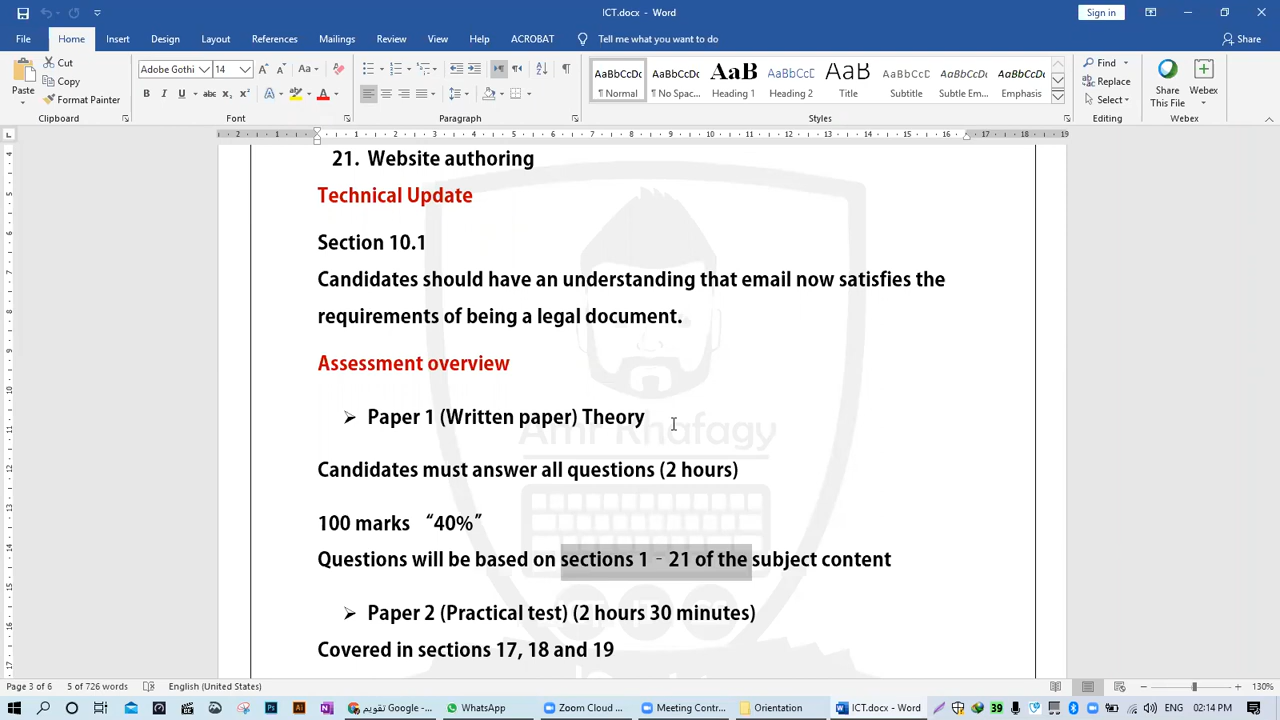 ICT.docx - Word
Sign in
File Home Insert Design Layout References Mailings Review View Help ACROBAT Tell me what you want to do Share
Paste
Cut
Copy
Format Painter
Clipboard
Adobe Gothi 14
Font
Paragraph
AaBbCcDc AaBbCcDc AaB AaBbCcDc AaB AaBbCcDc AaBbCcDc AaBbCcDc
¶ Normal ¶ No Spac... Heading 1 Heading 2 Title Subtitle Subtle Em... Emphasis
Styles
Find
Replace
Select
Editing
Share This File
Webex
Webex
21. Website authoring
Technical Update
Section 10.1
Candidates should have an understanding that email now satisfies the
requirements of being a legal document.
Assessment overview
Paper 1 (Written paper) Theory
Amr Khafagy
Candidates must answer all questions (2 hours)
100 marks “40%”
Questions will be based on sections 1 – 21 of the subject content
Paper 2 (Practical test) (2 hours 30 minutes)
Covered in sections 17, 18 and 19
Page 3 of 6 5 of 726 words English (United States) 130%
Google تقويم - ... WhatsApp Zoom Cloud ... Meeting Contr... Orientation ICT.docx - Word 39 02:14 PM